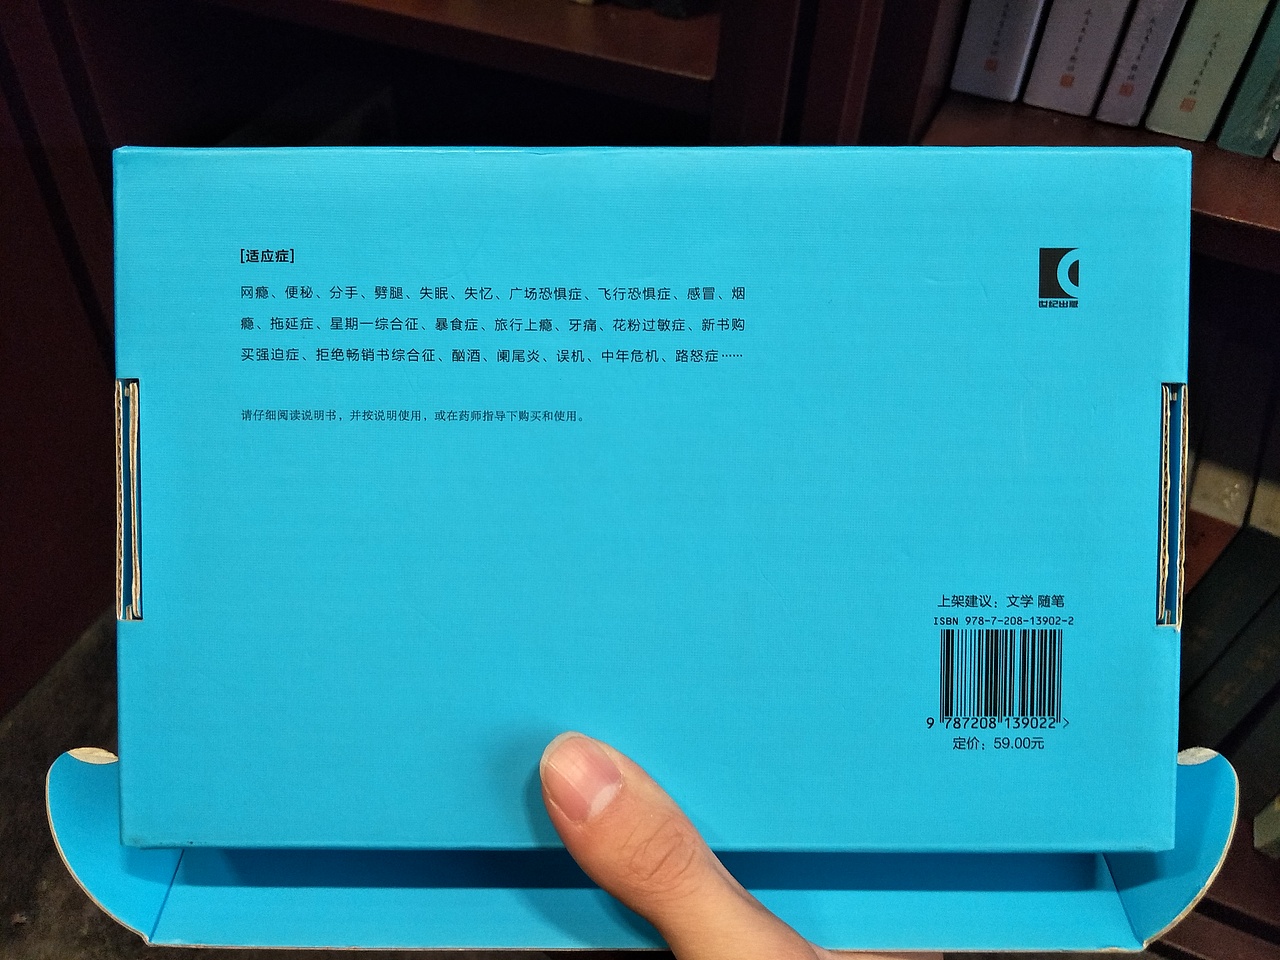 [适应症]
网瘾、便秘、分手、劈腿、失眠、失忆、广场恐惧症、飞行恐惧症、感冒、烟
瘾、拖延症、星期一综合征、暴食症、旅行上瘾、牙痛、花粉过敏症、新书购
买强迫症、拒绝畅销书综合征、酗酒、阑尾炎、误机、中年危机、路怒症……
请仔细阅读说明书，并按说明使用，或在药师指导下购买和使用。
世纪出版
上架建议：文学 随笔
ISBN 978-7-208-13902-2
9 787208 139022 >
定价：59.00元